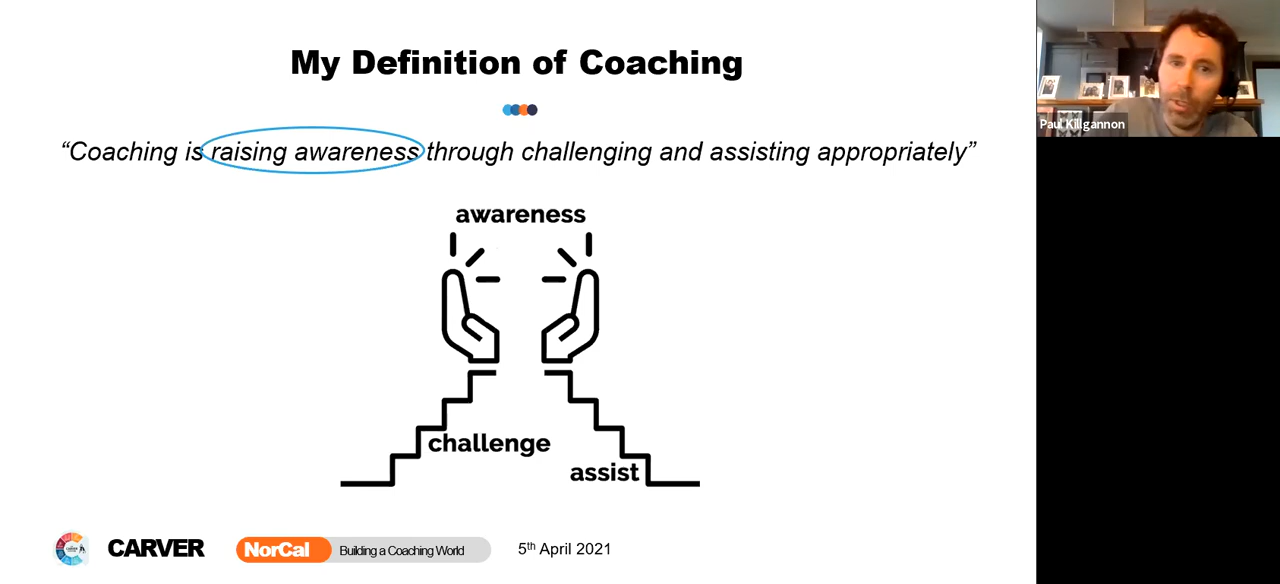 My Definition of Coaching
“Coaching is raising awareness through challenging and assisting appropriately”
awareness
challenge
assist
CARVER
NorCal
Building a Coaching World
5th April 2021
Paul Killgannon